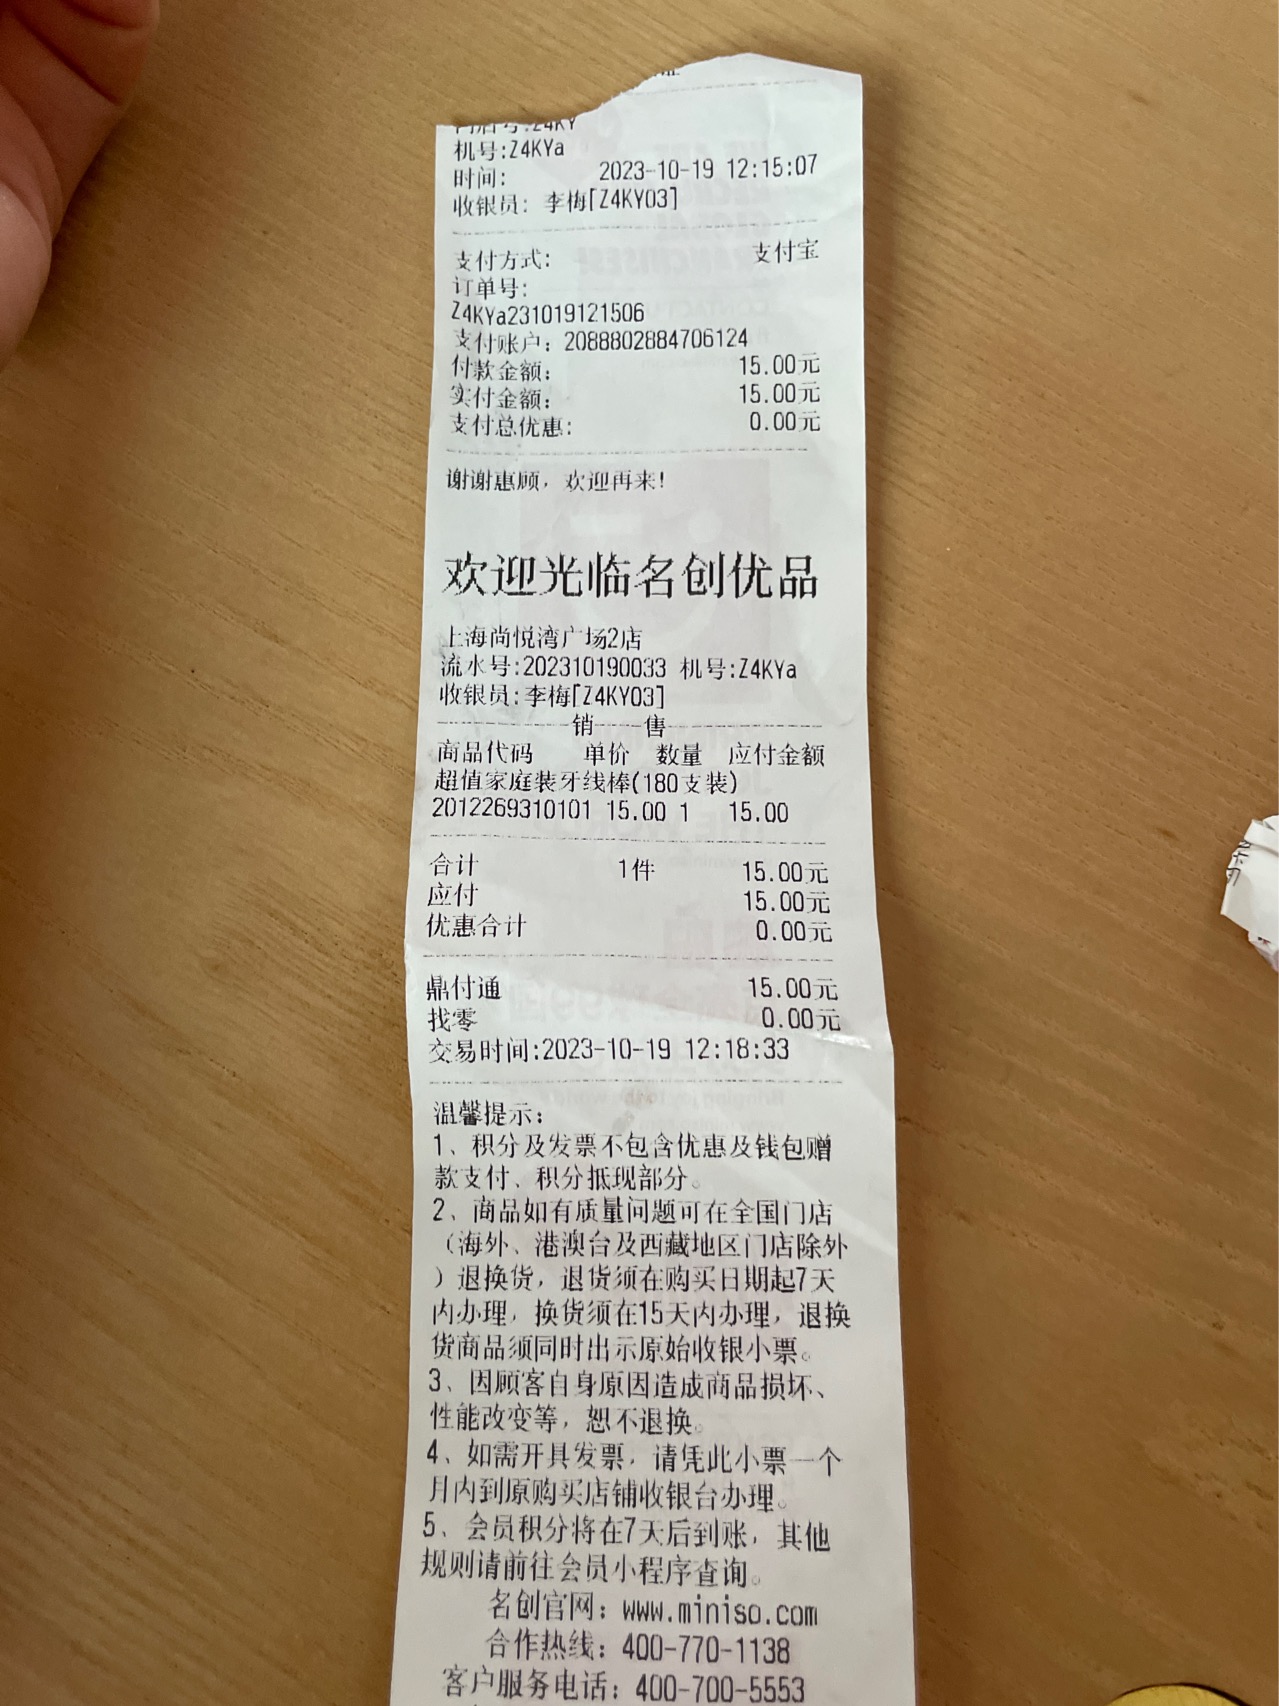 门店号:Z4KY
机号:Z4KYa
时间: 2023-10-19 12:15:07
收银员: 李梅[Z4KY03]
支付方式: 支付宝
订单号:
Z4KYa231019121506
支付账户: 2088802884706124
付款金额: 15.00元
实付金额: 15.00元
支付总优惠: 0.00元
谢谢惠顾，欢迎再来!
欢迎光临名创优品
上海尚悦湾广场2店
流水号:202310190033 机号:Z4KYa
收银员:李梅[Z4KY03]
销 售
商品代码 单价 数量 应付金额
超值家庭装牙线棒(180支装)
2012269310101 15.00 1 15.00
合计 1件 15.00元
应付 15.00元
优惠合计 0.00元
鼎付通 15.00元
找零 0.00元
交易时间:2023-10-19 12:18:33
温馨提示:
1、积分及发票不包含优惠及钱包赠
款支付、积分抵现部分。
2、商品如有质量问题可在全国门店
（海外、港澳台及西藏地区门店除外
）退换货，退货须在购买日期起7天
内办理，换货须在15天内办理，退换
货商品须同时出示原始收银小票。
3、因顾客自身原因造成商品损坏、
性能改变等，恕不退换。
4、如需开具发票，请凭此小票一个
月内到原购买店铺收银台办理。
5、会员积分将在7天后到账，其他
规则请前往会员小程序查询。
名创官网: www.miniso.com
合作热线: 400-770-1138
客户服务电话: 400-700-5553